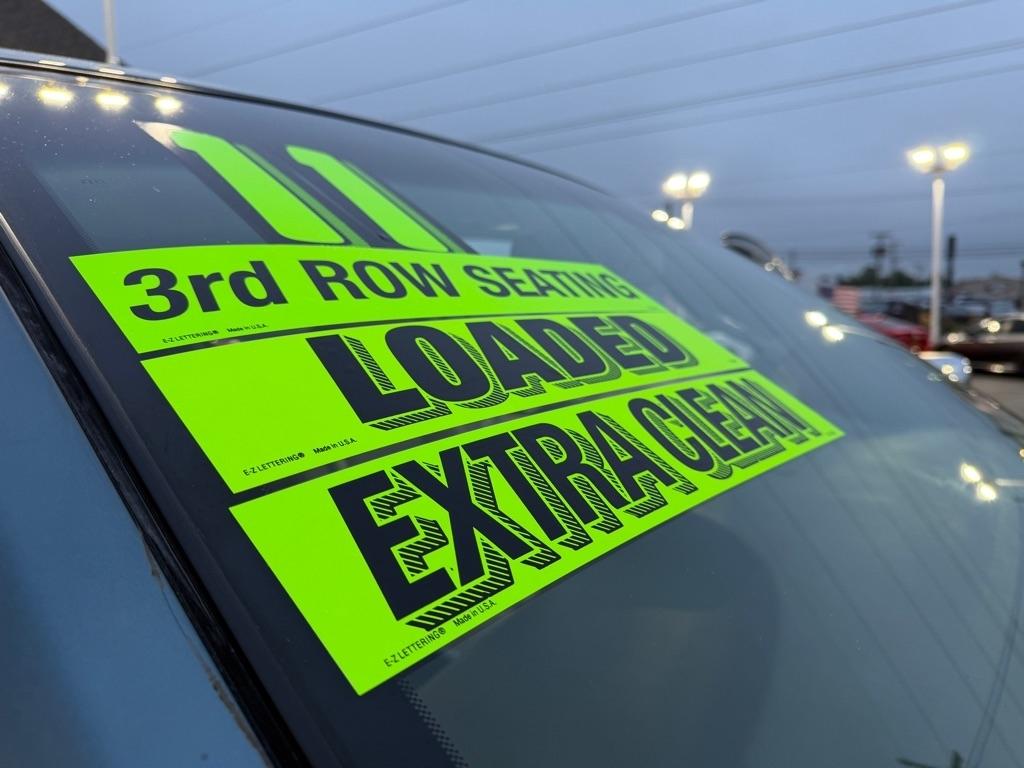 11
3rd ROW SEATING
E-Z LETTERING® Made in U.S.A.
LOADED
E-Z LETTERING® Made in U.S.A.
EXTRA CLEAN
E-Z LETTERING® Made in U.S.A.